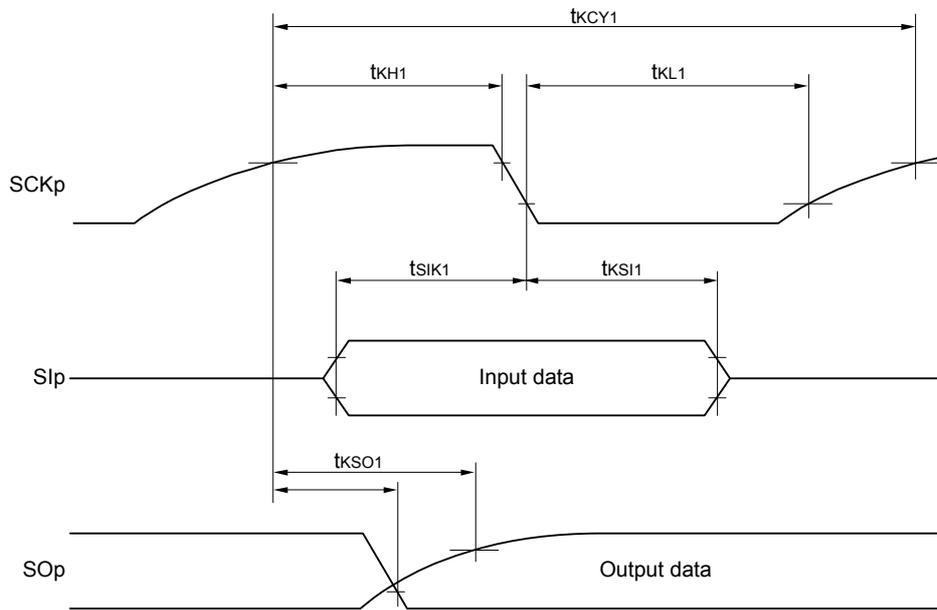 tKCY1
tKH1
tKL1
SCKp
tSIK1
tKSI1
SIp
Input data
tKSO1
SOp
Output data